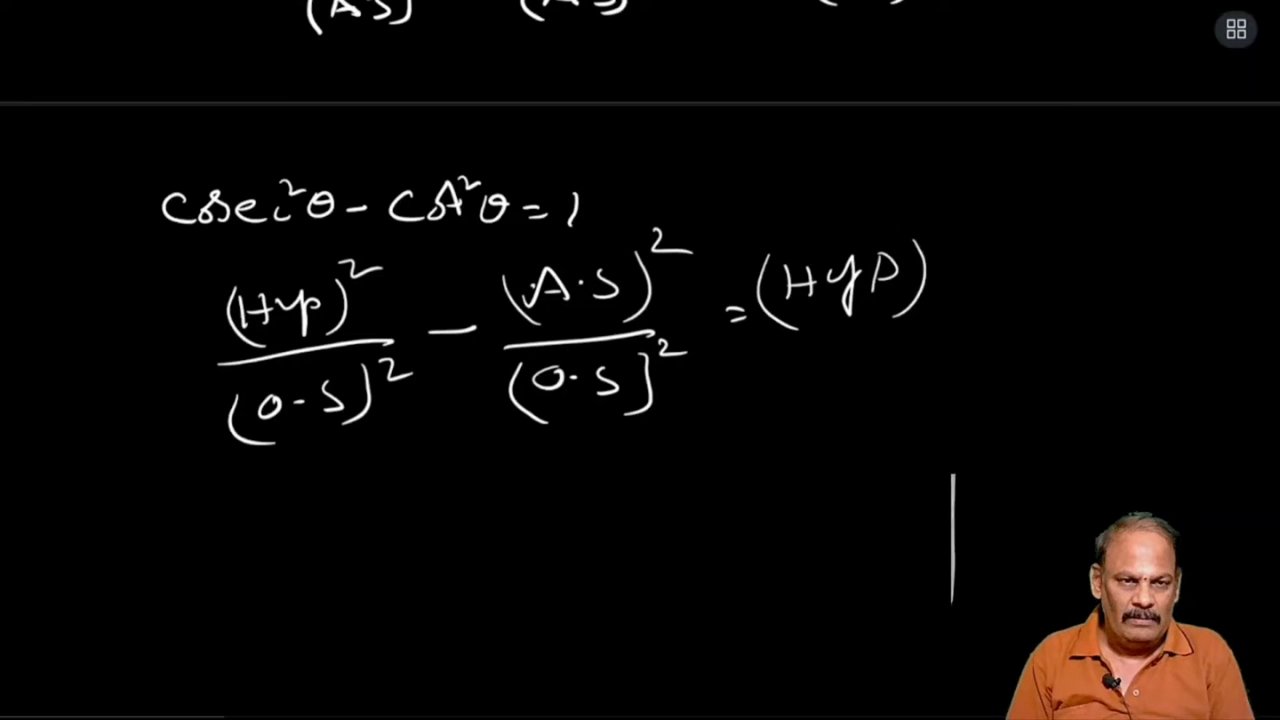 (A·S) (A·S)
cosec²θ - cot²θ = 1
(Hyp)² / (O·S)² - (A·S)² / (O·S)² = (HYP)